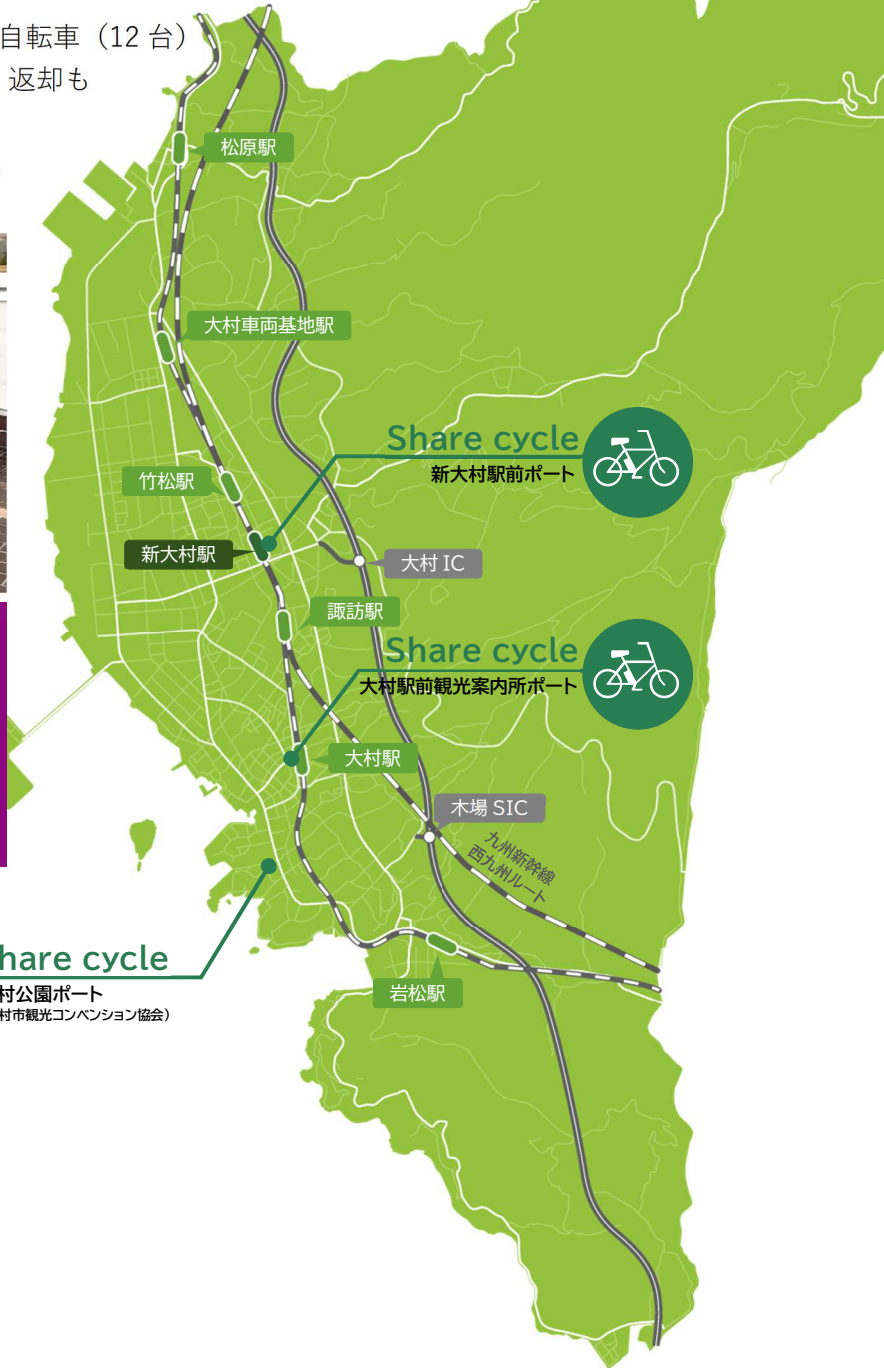 自転車（12 台）
返却も
松原駅
大村車両基地駅
Share cycle
新大村駅前ポート
竹松駅
新大村駅
大村 IC
諏訪駅
Share cycle
大村駅前観光案内所ポート
大村駅
木場 SIC
九州新幹線
西九州ルート
hare cycle
村公園ポート
村市観光コンベンション協会）
岩松駅